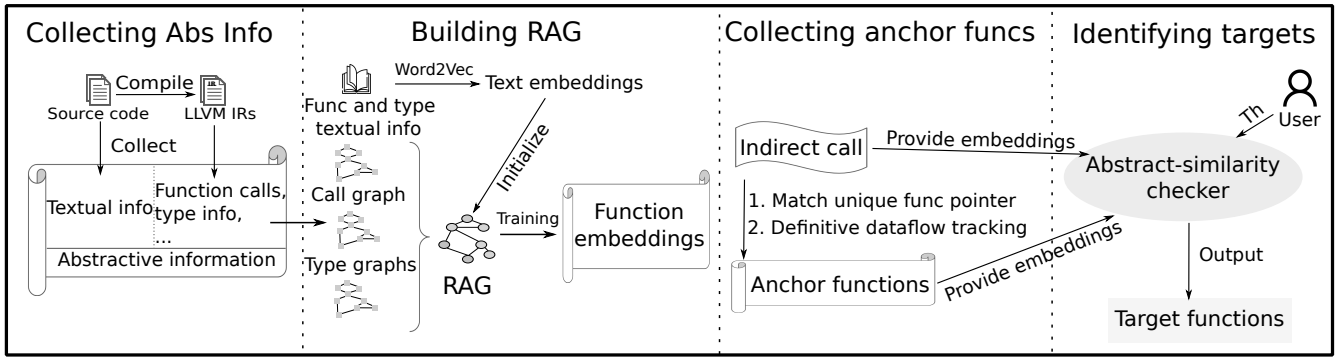 Collecting Abs Info
Compile
IR
Source code
LLVM IRs
Collect
Textual info
Function calls,
type info,
...
Abstractive information
Building RAG
Word2Vec
Text embeddings
Func and type
textual info
Initialize
Call graph
Type graphs
RAG
Training
Function
embeddings
Collecting anchor funcs
Indirect call
Provide embeddings
1. Match unique func pointer
2. Definitive dataflow tracking
Anchor functions
Provide embeddings
Identifying targets
Th
User
Abstract-similarity
checker
Output
Target functions